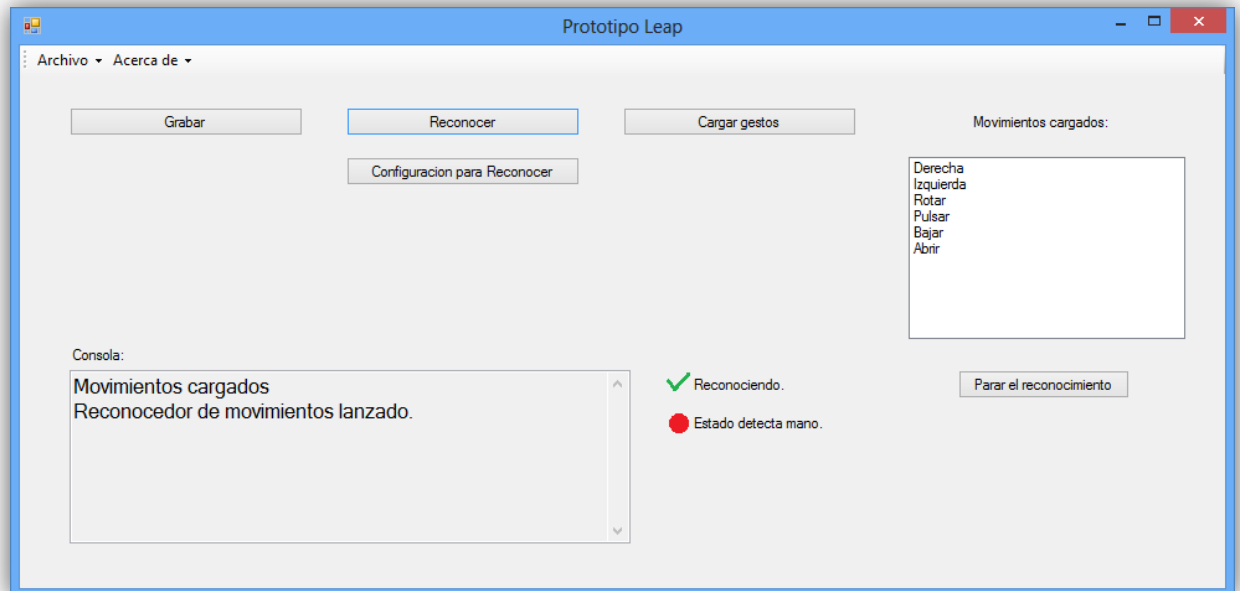 Prototipo Leap
Archivo Acerca de
Grabar
Reconocer
Cargar gestos
Movimientos cargados:
Configuracion para Reconocer
Derecha
Izquierda
Rotar
Pulsar
Bajar
Abrir
Consola:
Movimientos cargados
Reconocedor de movimientos lanzado.
Reconociendo.
Parar el reconocimiento
Estado detecta mano.